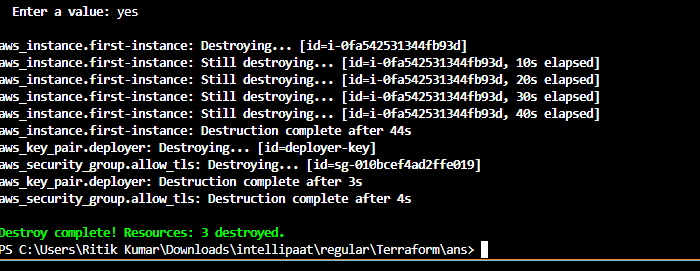 Enter a value: yes
aws_instance.first-instance: Destroying... [id=i-0fa542531344fb93d]
aws_instance.first-instance: Still destroying... [id=i-0fa542531344fb93d, 10s elapsed]
aws_instance.first-instance: Still destroying... [id=i-0fa542531344fb93d, 20s elapsed]
aws_instance.first-instance: Still destroying... [id=i-0fa542531344fb93d, 30s elapsed]
aws_instance.first-instance: Still destroying... [id=i-0fa542531344fb93d, 40s elapsed]
aws_instance.first-instance: Destruction complete after 44s
aws_key_pair.deployer: Destroying... [id=deployer-key]
aws_security_group.allow_tls: Destroying... [id=sg-010bcef4ad2ffe019]
aws_key_pair.deployer: Destruction complete after 3s
aws_security_group.allow_tls: Destruction complete after 4s
Destroy complete! Resources: 3 destroyed.
PS C:\Users\Ritik Kumar\Downloads\intellipaat\regular\Terraform\ans>